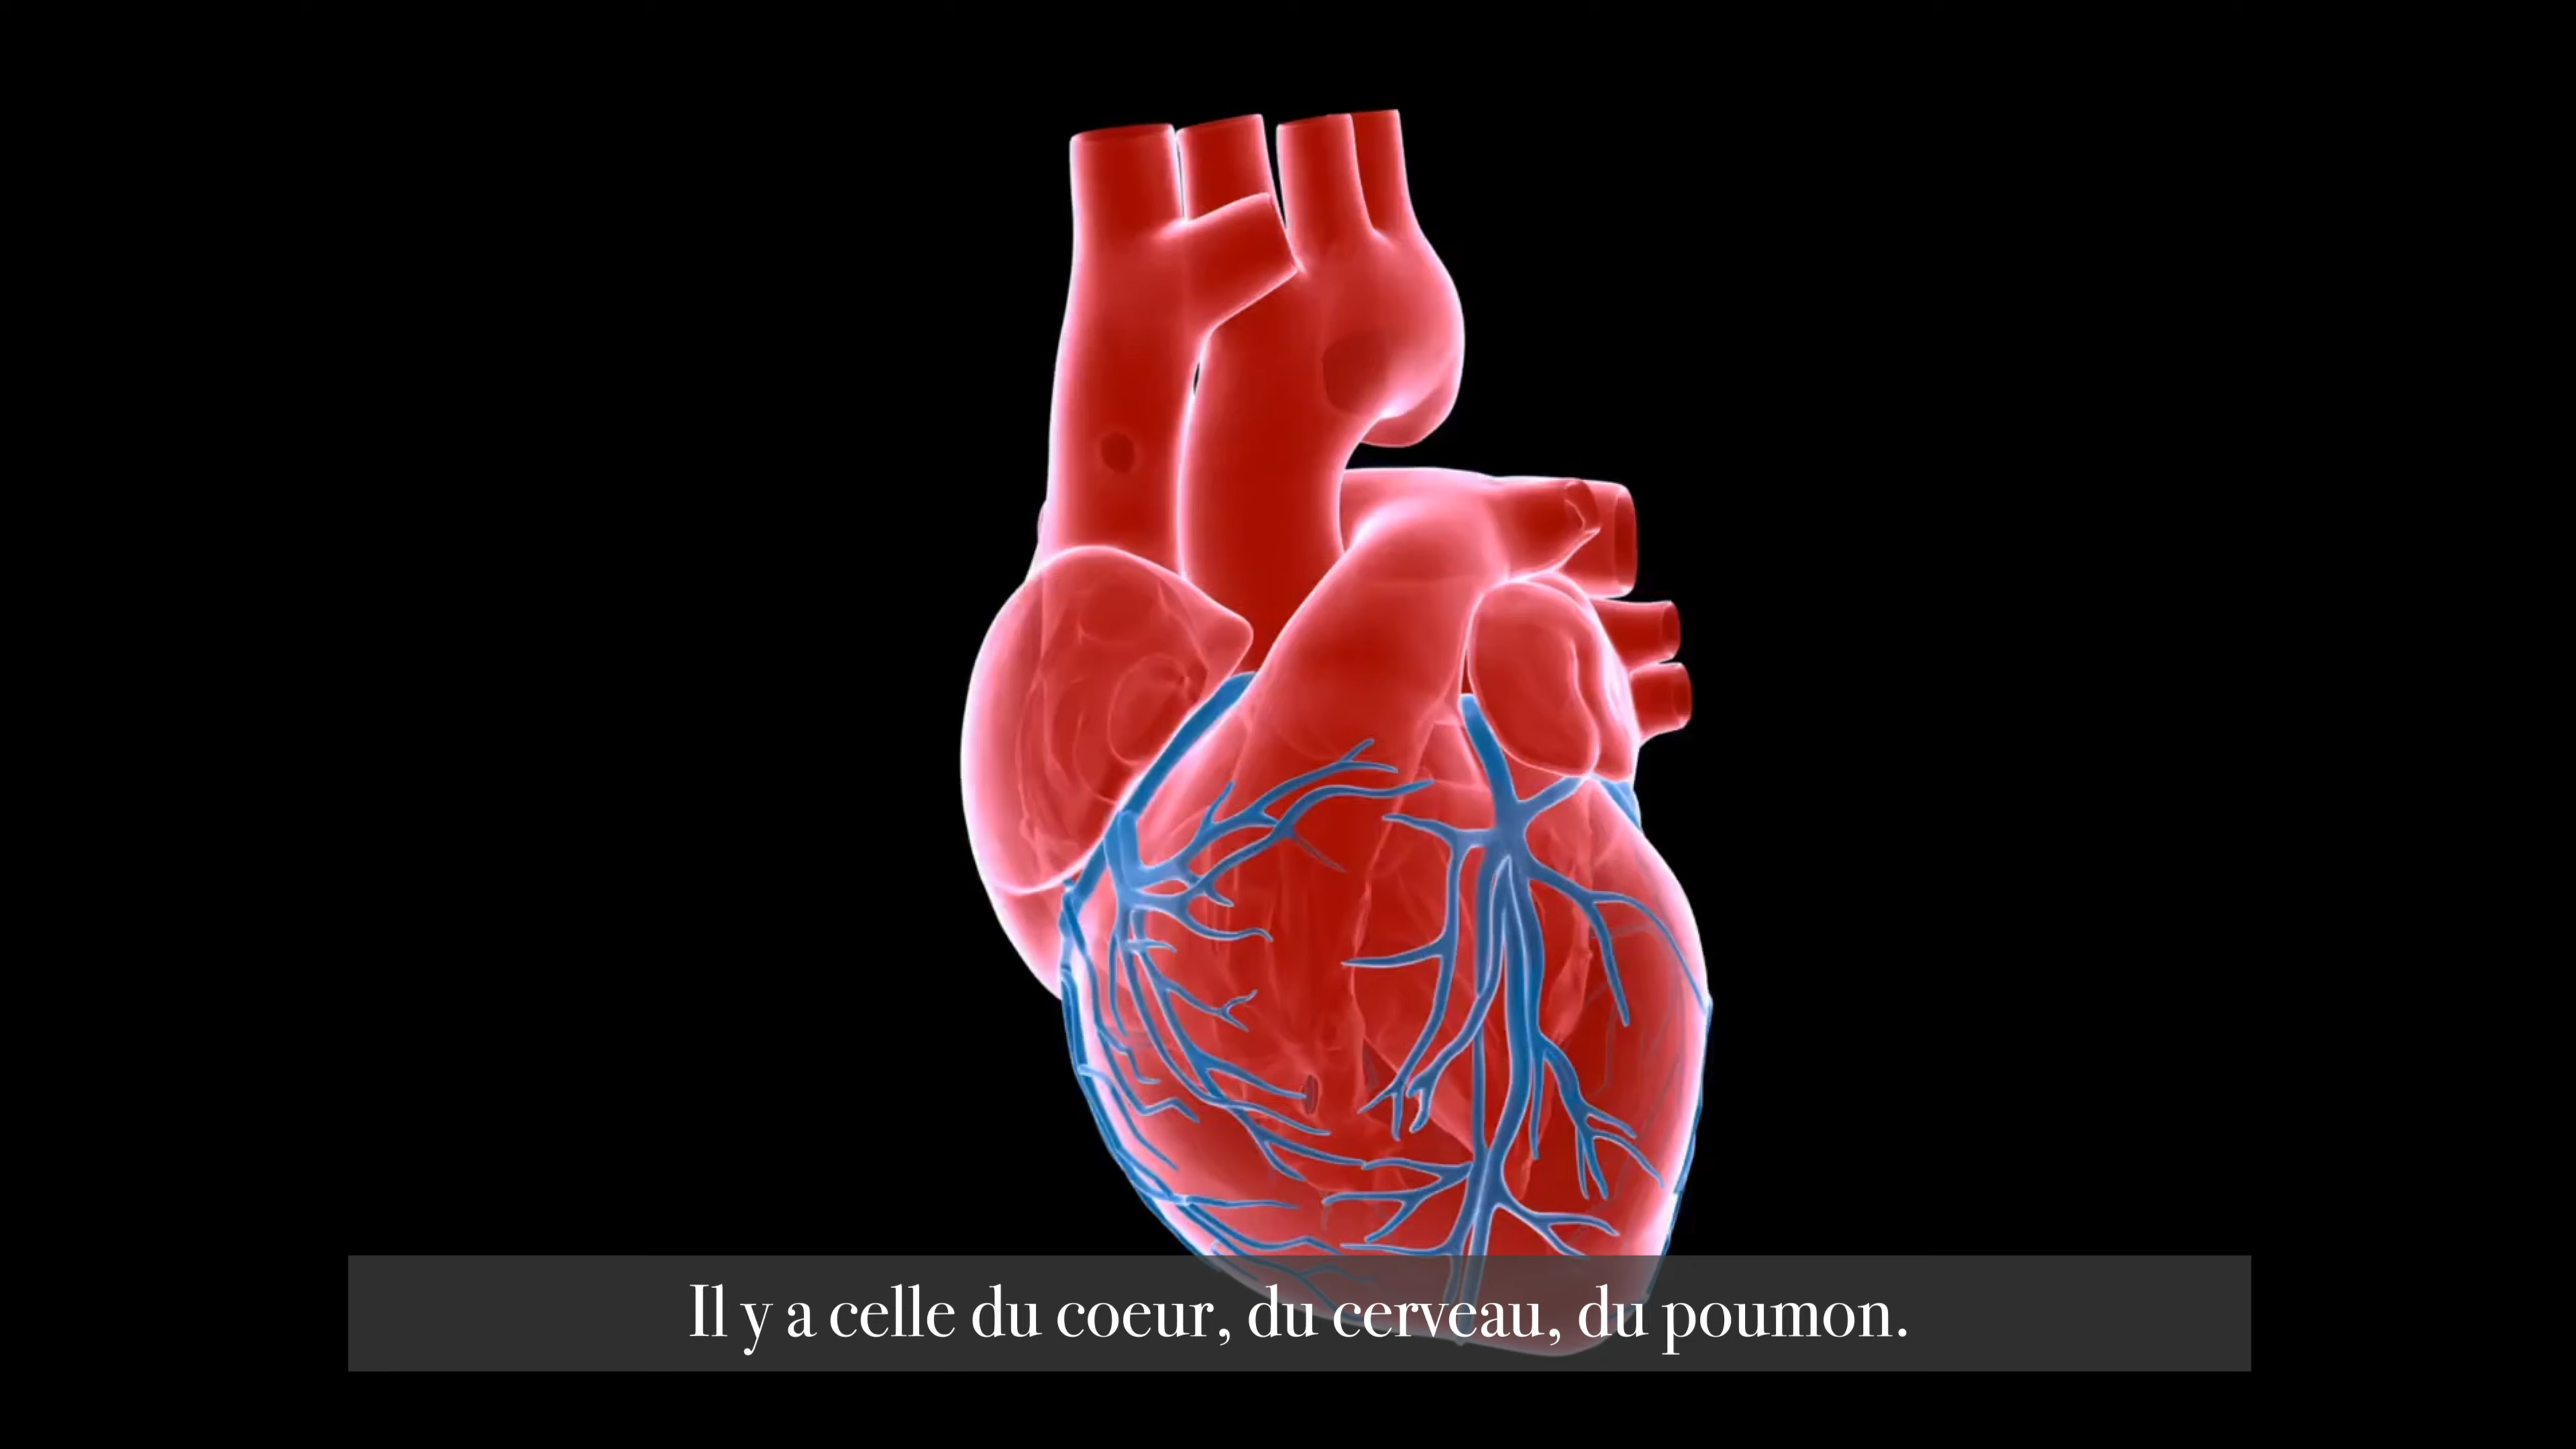 Il y a celle du coeur, du cerveau, du poumon.